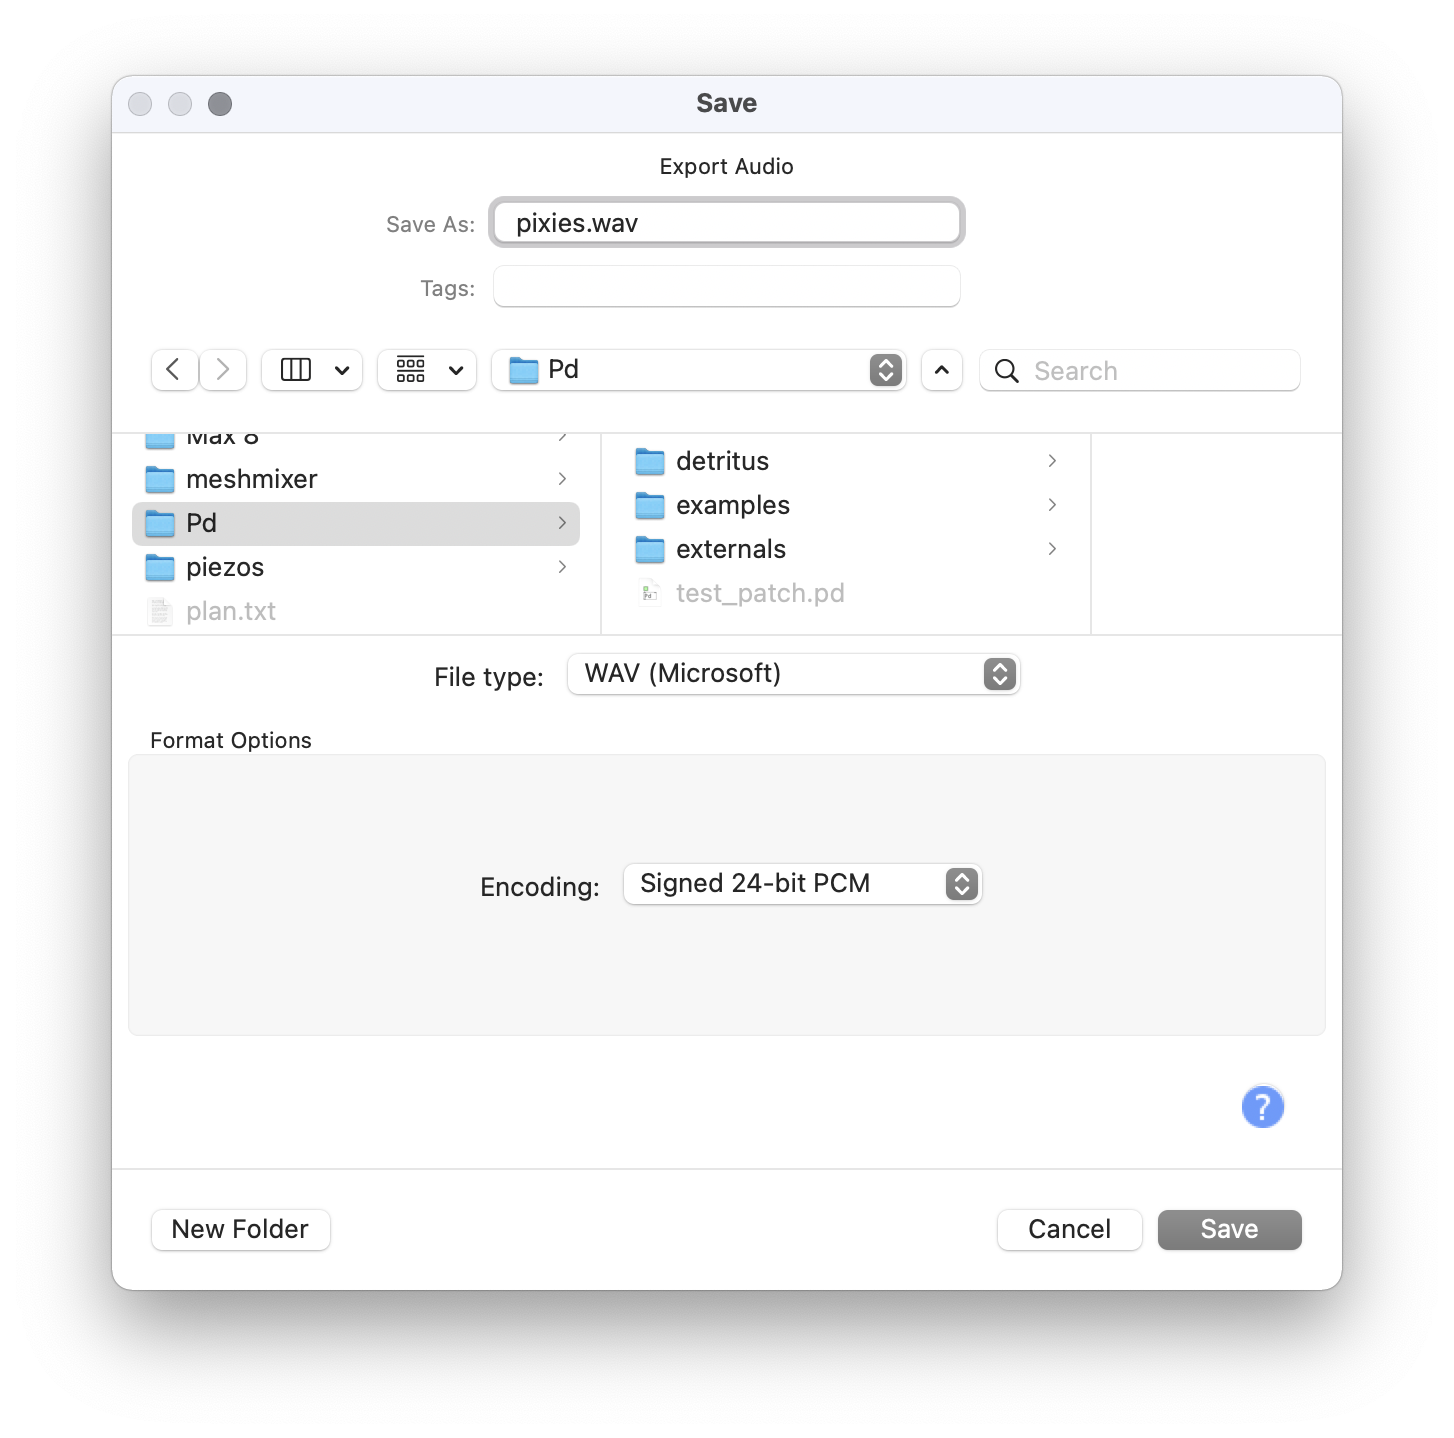 Save
Export Audio
Save As: pixies.wav
Tags:
Pd
Search
Max 8
meshmixer
Pd
piezos
plan.txt
detritus
examples
externals
test_patch.pd
File type: WAV (Microsoft)
Format Options
Encoding: Signed 24-bit PCM
?
New Folder
Cancel
Save